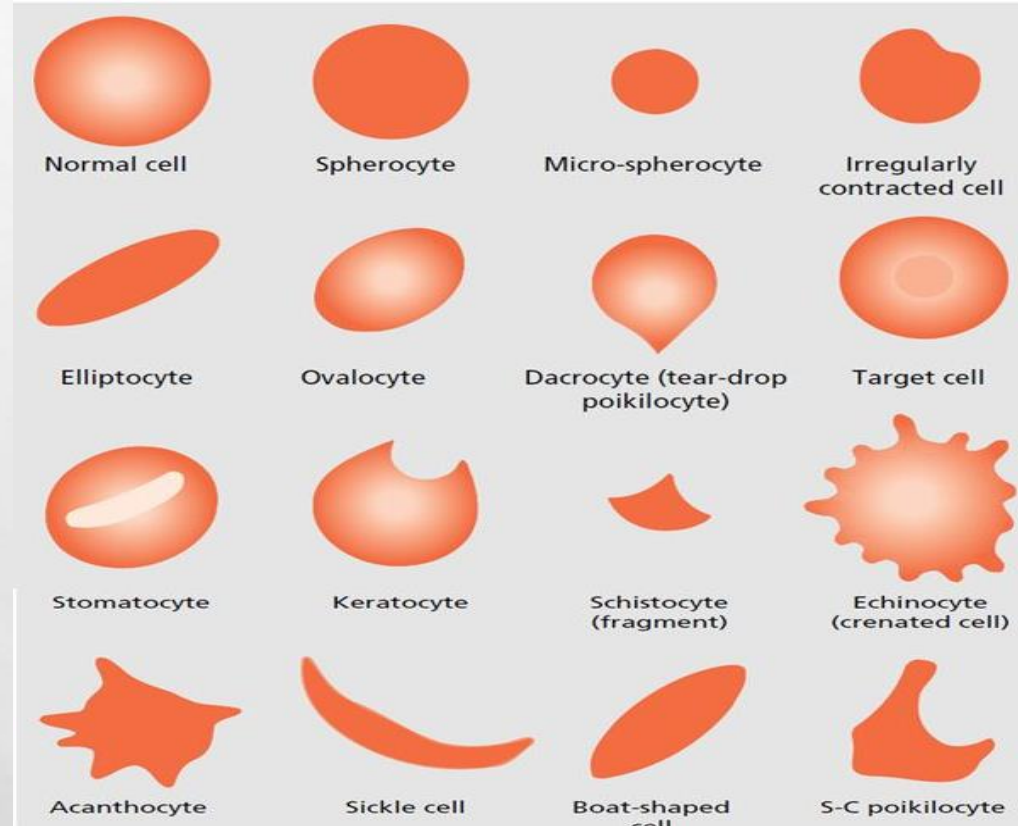 Normal cell
Spherocyte
Micro-spherocyte
Irregularly
contracted cell
Elliptocyte
Ovalocyte
Dacrocyte (tear-drop
poikilocyte)
Target cell
Stomatocyte
Keratocyte
Schistocyte
(fragment)
Echinocyte
(crenated cell)
Acanthocyte
Sickle cell
Boat-shaped
cell
S-C poikilocyte